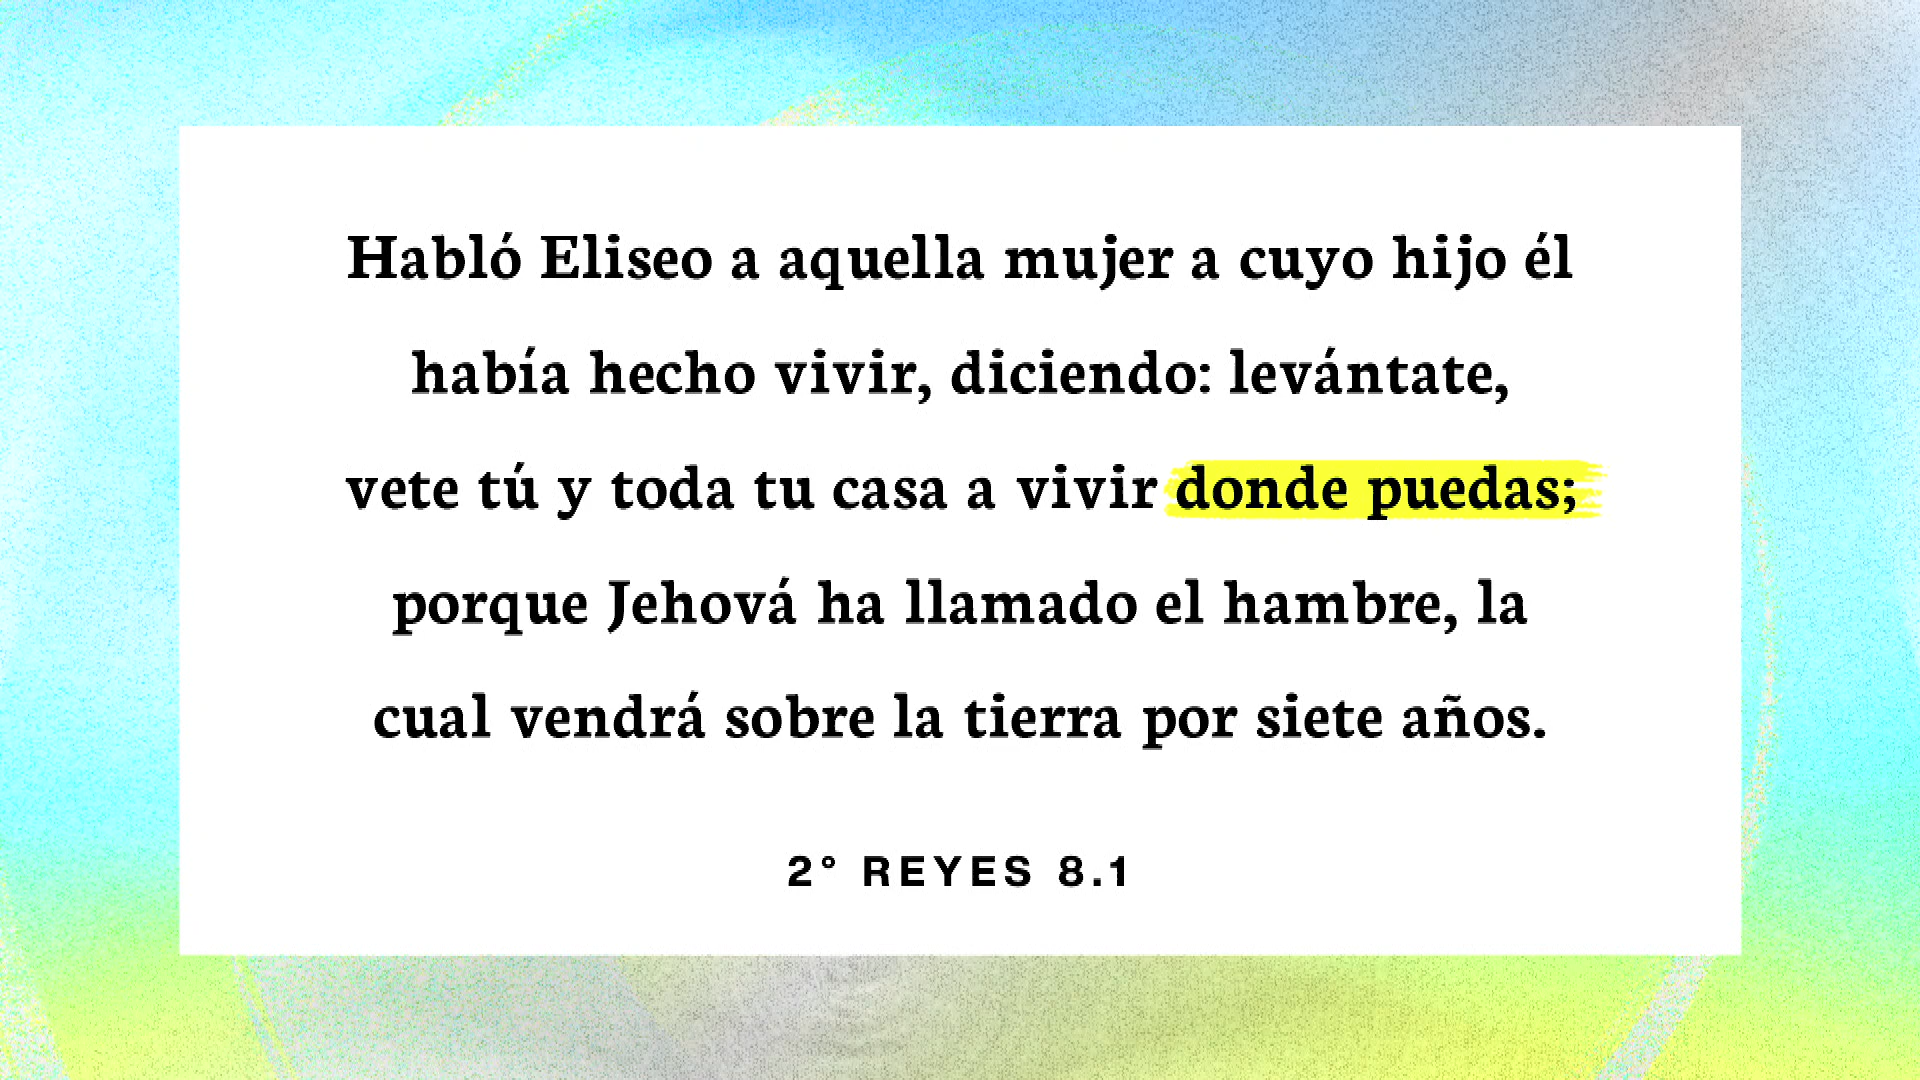 Habló Eliseo a aquella mujer a cuyo hijo él
había hecho vivir, diciendo: levántate,
vete tú y toda tu casa a vivir donde puedas;
porque Jehová ha llamado el hambre, la
cual vendrá sobre la tierra por siete años.
2° REYES 8.1